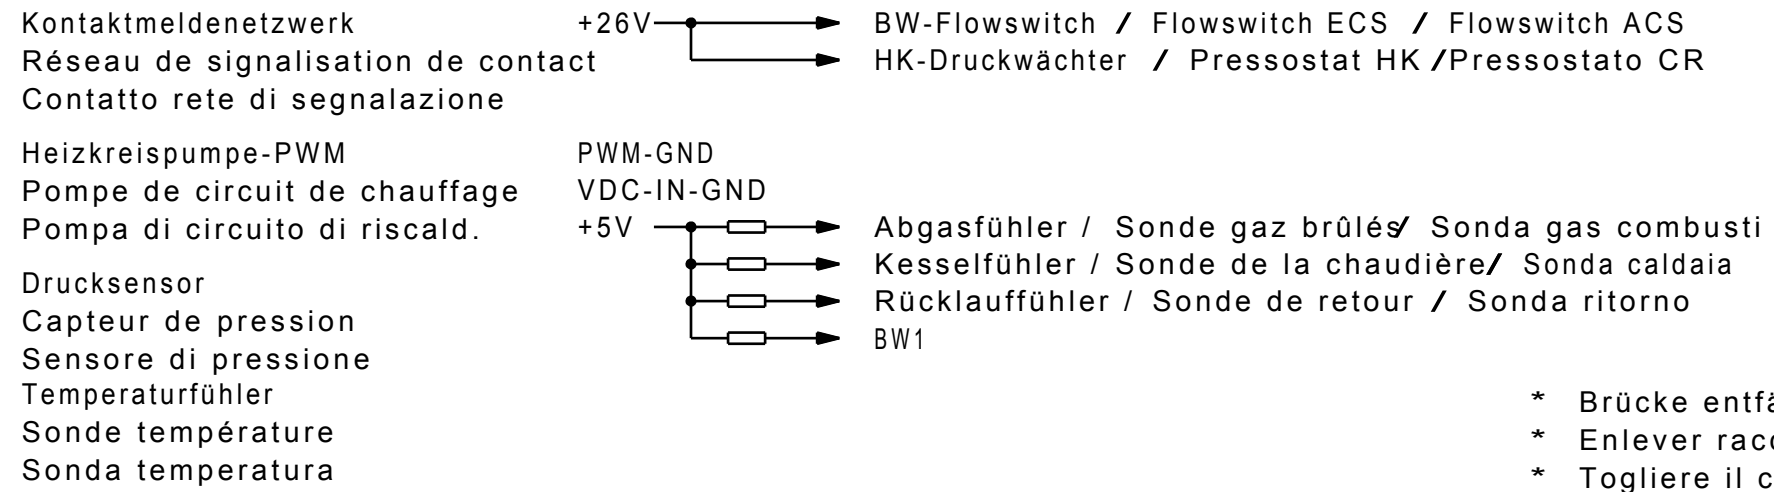 Kontaktmeldenetzwerk +26V BW-Flowswitch / Flowswitch ECS / Flowswitch ACS
Réseau de signalisation de contact HK-Druckwächter / Pressostat HK /Pressostato CR
Contatto rete di segnalazione
Heizkreispumpe-PWM PWM-GND
Pompe de circuit de chauffage VDC-IN-GND
Pompa di circuito di riscald. +5V Abgasfühler / Sonde gaz brûlés/ Sonda gas combusti
Kesselfühler / Sonde de la chaudière/ Sonda caldaia
Drucksensor
Rücklauffühler / Sonde de retour / Sonda ritorno
Capteur de pression
BW1
Sensore di pressione
Temperaturfühler
* Brücke
Sonde température
* Enlever
Sonda temperatura
* Togliere il